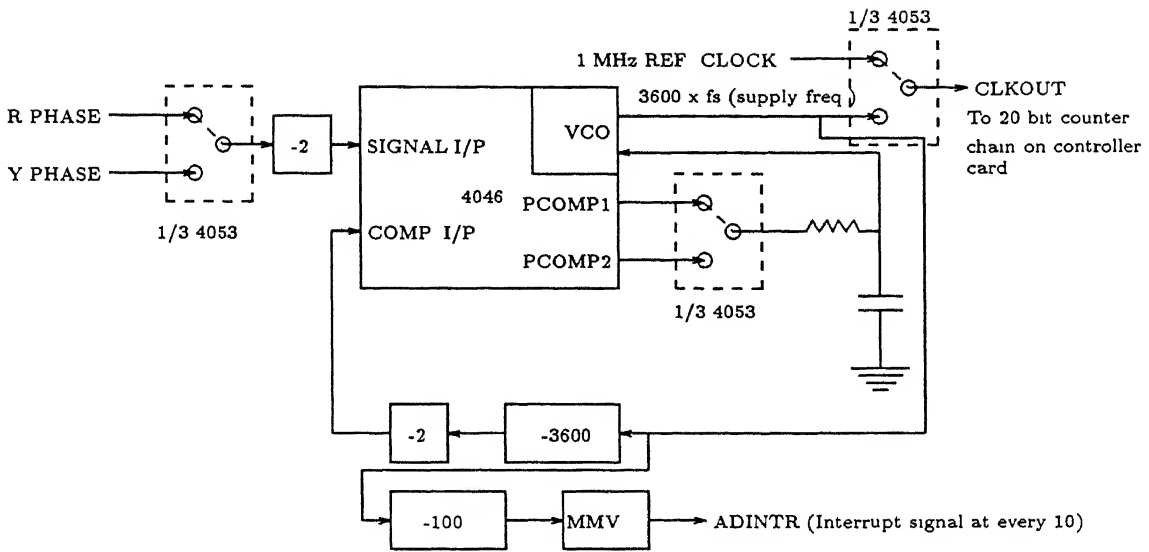 1/3 4053
1 MHz REF CLOCK
CLKOUT
3600 x fs (supply freq )
To 20 bit counter
chain on controller
card
R PHASE
Y PHASE
1/3 4053
-2
SIGNAL I/P
VCO
4046
PCOMP1
COMP I/P
PCOMP2
1/3 4053
-2
-3600
-100
MMV
ADINTR (Interrupt signal at every 10)